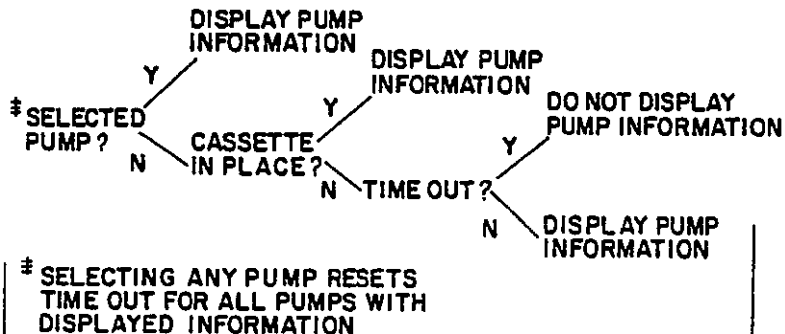 DISPLAY PUMP
INFORMATION
Y
DISPLAY PUMP
INFORMATION
‡ SELECTED
PUMP?
Y
DO NOT DISPLAY
PUMP INFORMATION
N
CASSETTE
IN PLACE?
Y
N
TIME OUT?
N
DISPLAY PUMP
INFORMATION
‡ SELECTING ANY PUMP RESETS
TIME OUT FOR ALL PUMPS WITH
DISPLAYED INFORMATION